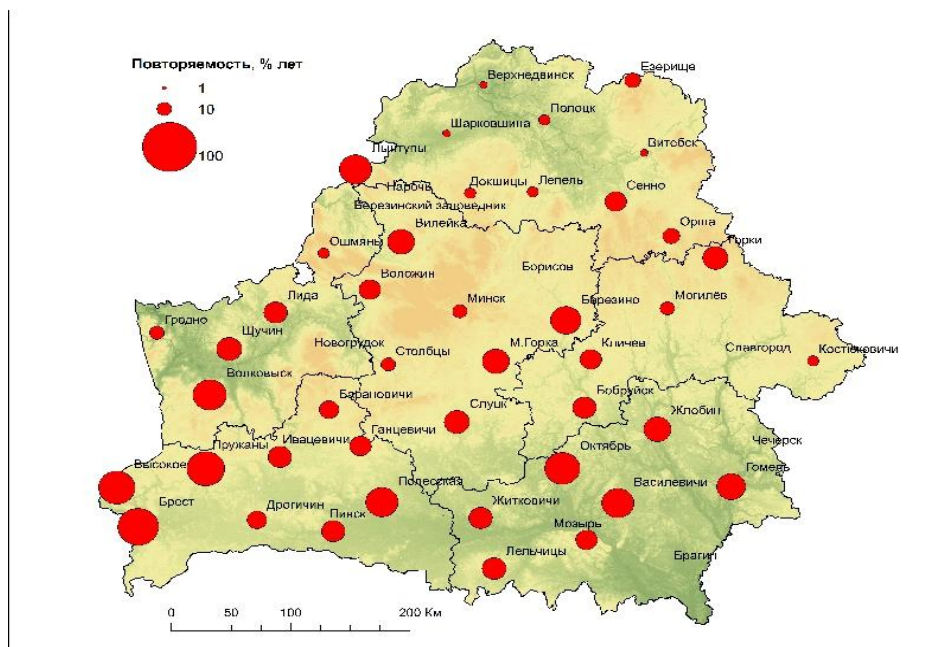 Повторяемость, % лет
1
10
100
Езерище
Верхнедвинск
Полоцк
Шарковшина
Витобск
Лынтупы
Нарочь
Докшицы
Лепель
Сенно
Березинский заповедник
Вилейка
Орша
Горки
Ошмяны
Борисов
Воложин
Лида
Минск
Березино
Могилёв
Гродно
Щучин
Новогрудок
Столбцы
М.Горка
Кличев
Славгород
Костюковичи
Волковыск
Барановичи
Слуцк
Бобруйск
Жлобин
Ганцевичи
Ивацевичи
Пружаны
Октябрь
Чечерск
Высокое
Гомель
Полесская
Василевичи
Брест
Дрогичин
Пинск
Житковичи
Мозырь
Лельчицы
Брагин
0 50 100 200 Км